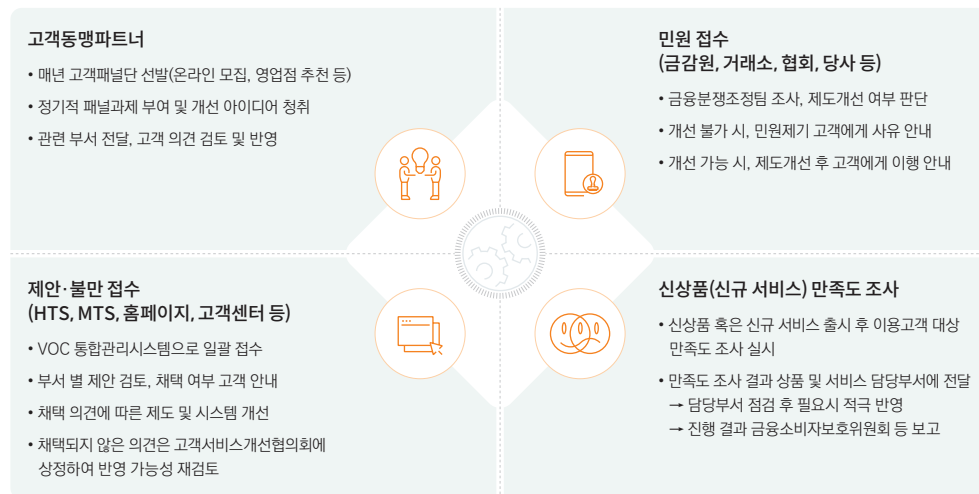 고객동맹파트너
• 매년 고객패널단 선발(온라인 모집, 영업점 추천 등)
• 정기적 패널과제 부여 및 개선 아이디어 청취
• 관련 부서 전달, 고객 의견 검토 및 반영
민원 접수
(금감원, 거래소, 협회, 당사 등)
• 금융분쟁조정팀 조사, 제도개선 여부 판단
• 개선 불가 시, 민원제기 고객에게 사유 안내
• 개선 가능 시, 제도개선 후 고객에게 이행 안내
제안·불만 접수
(HTS, MTS, 홈페이지, 고객센터 등)
• VOC 통합관리시스템으로 일괄 접수
• 부서 별 제안 검토, 채택 여부 고객 안내
• 채택 의견에 따른 제도 및 시스템 개선
• 채택되지 않은 의견은 고객서비스개선협의회에
상정하여 반영 가능성 재검토
신상품(신규 서비스) 만족도 조사
• 신상품 혹은 신규 서비스 출시 후 이용고객 대상
만족도 조사 실시
• 만족도 조사 결과 상품 및 서비스 담당부서에 전달
→ 담당부서 점검 후 필요시 적극 반영
→ 진행 결과 금융소비자보호위원회 등 보고